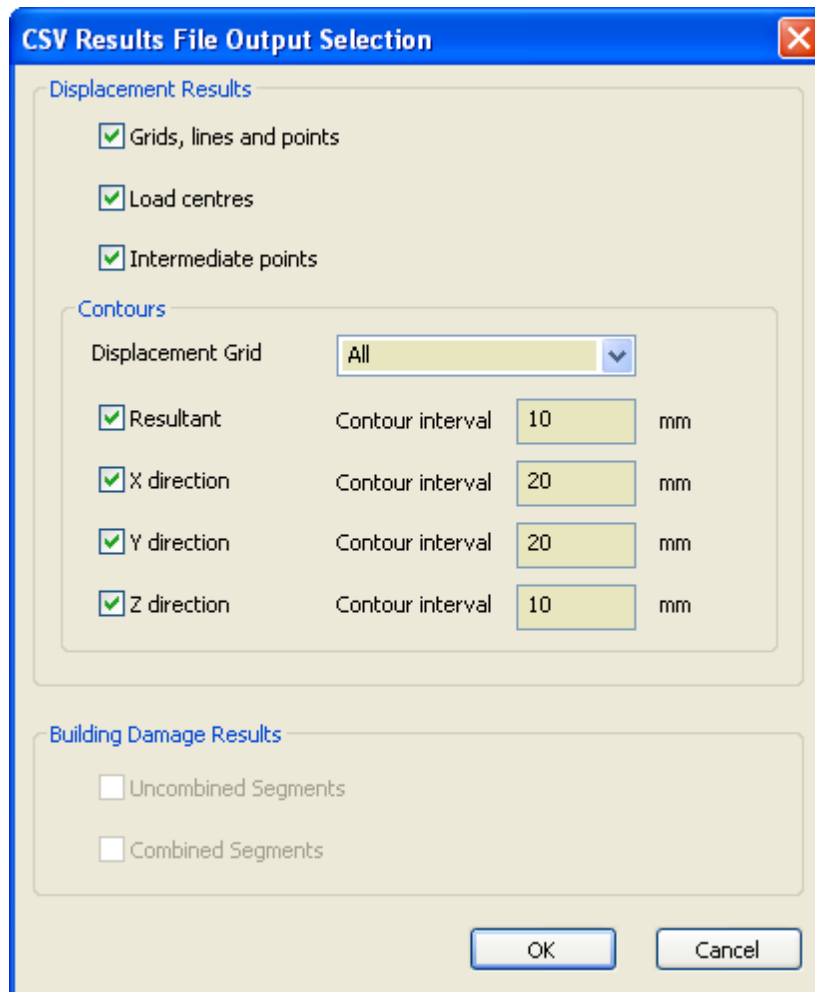 CSV Results File Output Selection
Displacement Results
Grids, lines and points
Load centres
Intermediate points
Contours
Displacement Grid All
Resultant Contour interval 10 mm
X direction Contour interval 20 mm
Y direction Contour interval 20 mm
Z direction Contour interval 10 mm
Building Damage Results
Uncombined Segments
Combined Segments
OK Cancel